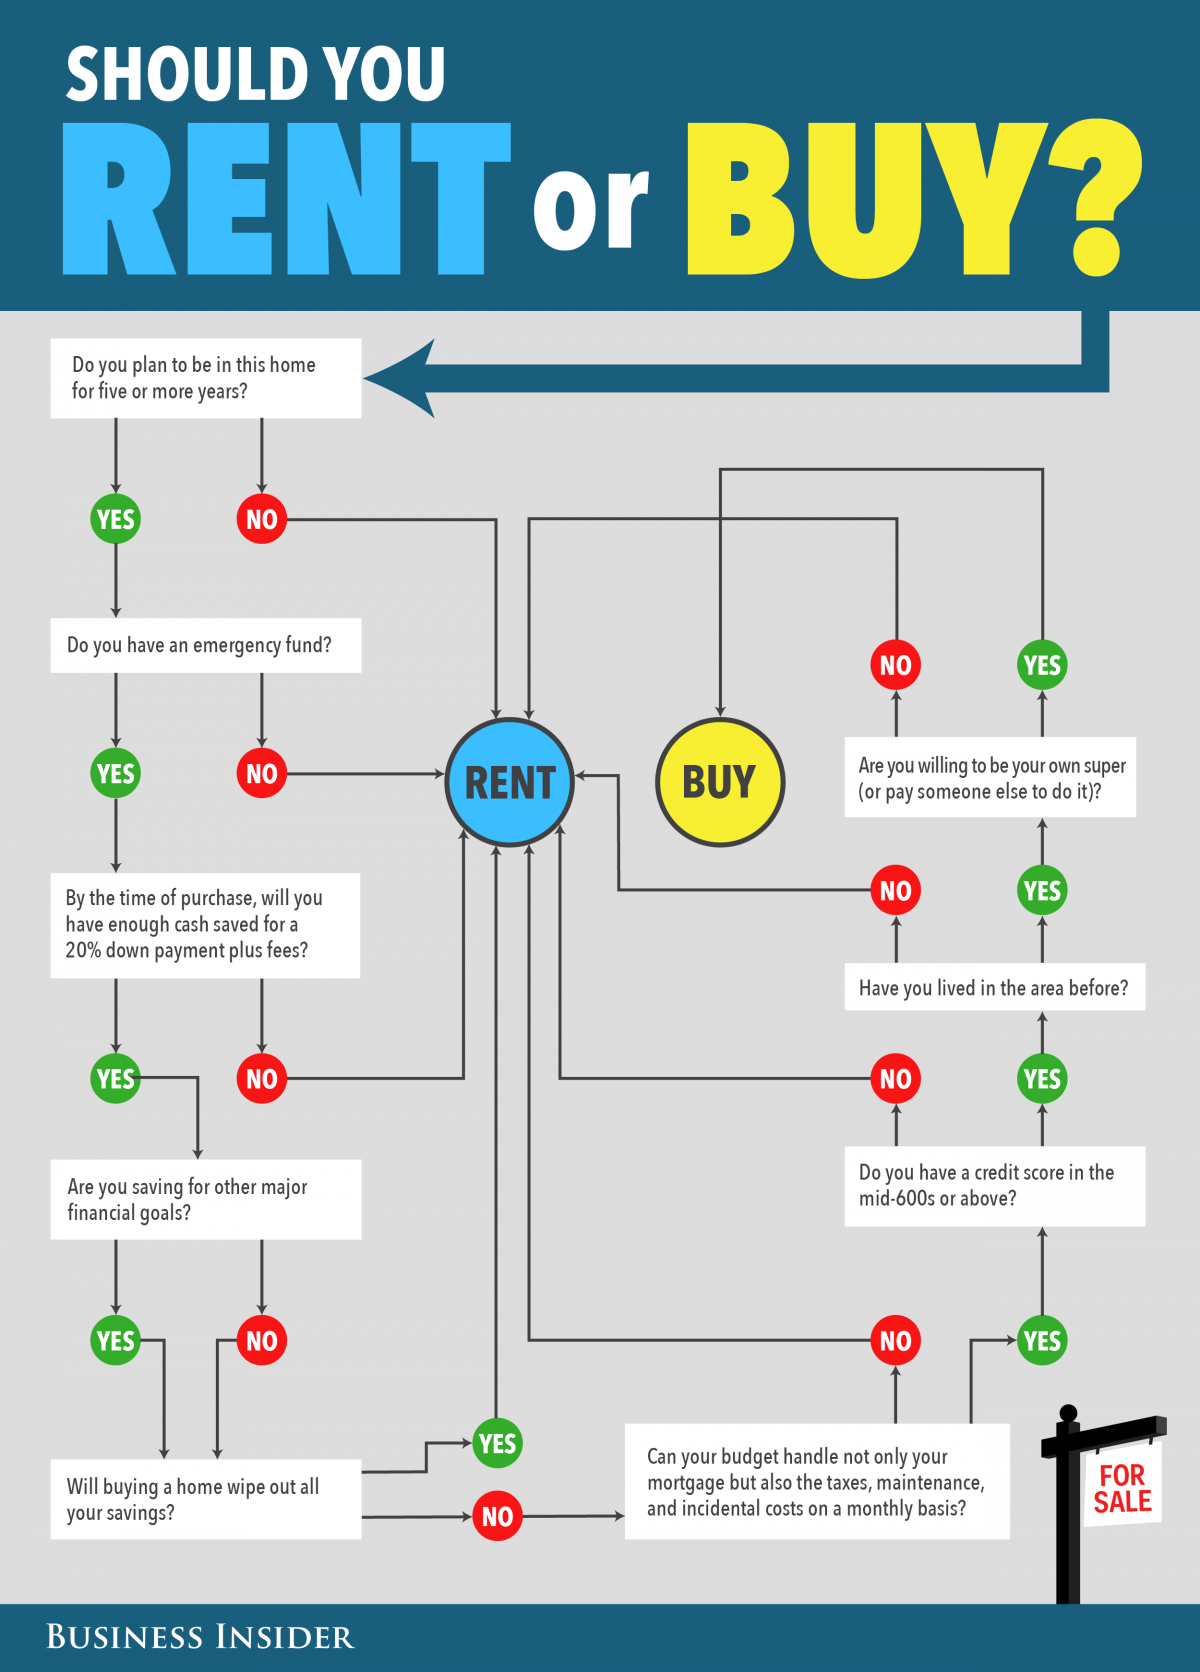 SHOULD YOU
RENT or BUY?
Do you plan to be in this home
for five or more years?
YES
NO
Do you have an emergency fund?
YES
NO
By the time of purchase, will you
have enough cash saved for a
20% down payment plus fees?
YES
NO
Are you saving for other major
financial goals?
YES
NO
Will buying a home wipe out all
your savings?
YES
NO
Can your budget handle not only your
mortgage but also the taxes, maintenance,
and incidental costs on a monthly basis?
NO
YES
Do you have a credit score in the
mid-600s or above?
NO
YES
Have you lived in the area before?
NO
YES
Are you willing to be your own super
(or pay someone else to do it)?
NO
YES
RENT
BUY
FOR
SALE
BUSINESS INSIDER